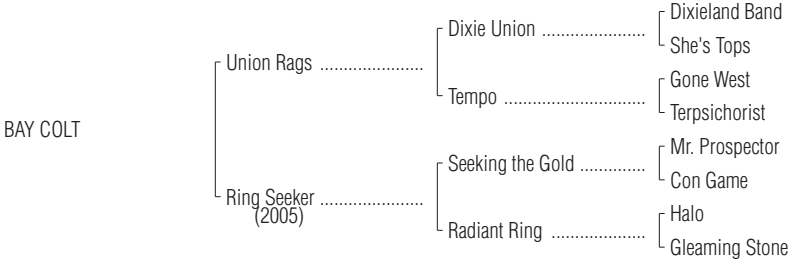 Dixieland Band
Dixie Union ......................
She's Tops
Union Rags ......................
Gone West
Tempo ..............................
Terpsichorist
BAY COLT
Mr. Prospector
Seeking the Gold ..............
Con Game
Ring Seeker ......................
(2005)
Halo
Radiant Ring ....................
Gleaming Stone